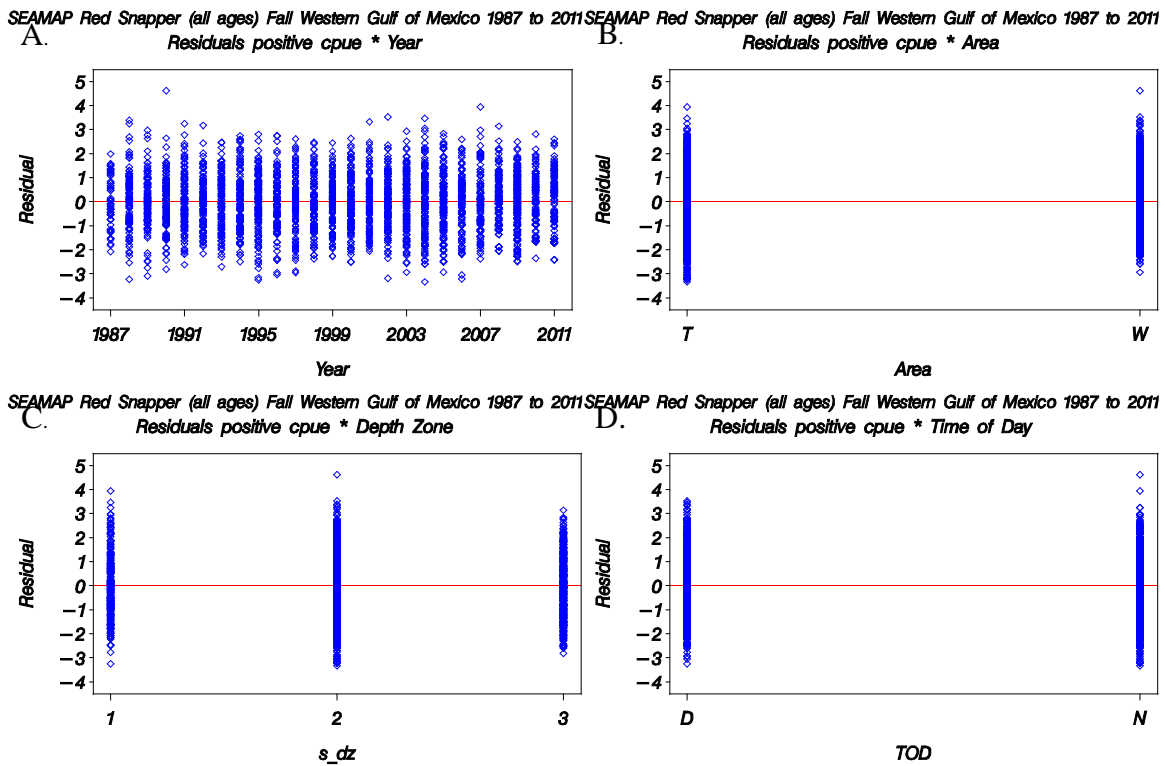 SEAMAP Red Snapper (all ages) Fall Western Gulf of Mexico 1987 to 2011
A.
Residuals positive cpue * Year
Residual
5
4
3
2
1
0
−1
−2
−3
−4
1987 1991 1995 1999 2003 2007 2011
Year
SEAMAP Red Snapper (all ages) Fall Western Gulf of Mexico 1987 to 2011
B.
Residuals positive cpue * Area
Residual
5
4
3
2
1
0
−1
−2
−3
−4
T W
Area
SEAMAP Red Snapper (all ages) Fall Western Gulf of Mexico 1987 to 2011
C.
Residuals positive cpue * Depth Zone
Residual
5
4
3
2
1
0
−1
−2
−3
−4
1 2 3
s_dz
SEAMAP Red Snapper (all ages) Fall Western Gulf of Mexico 1987 to 2011
D.
Residuals positive cpue * Time of Day
Residual
5
4
3
2
1
0
−1
−2
−3
−4
D N
TOD